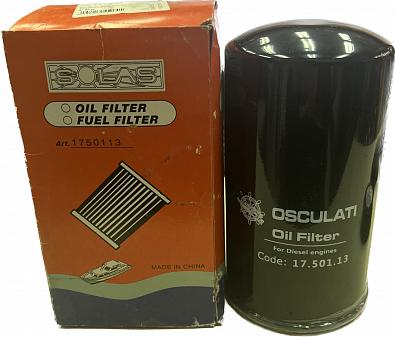 SOLAS
OIL FILTER
FUEL FILTER
Art. 1750113
MADE IN CHINA
OSCULATI
Oil Filter
For Diesel engines
Code: 17.501.13